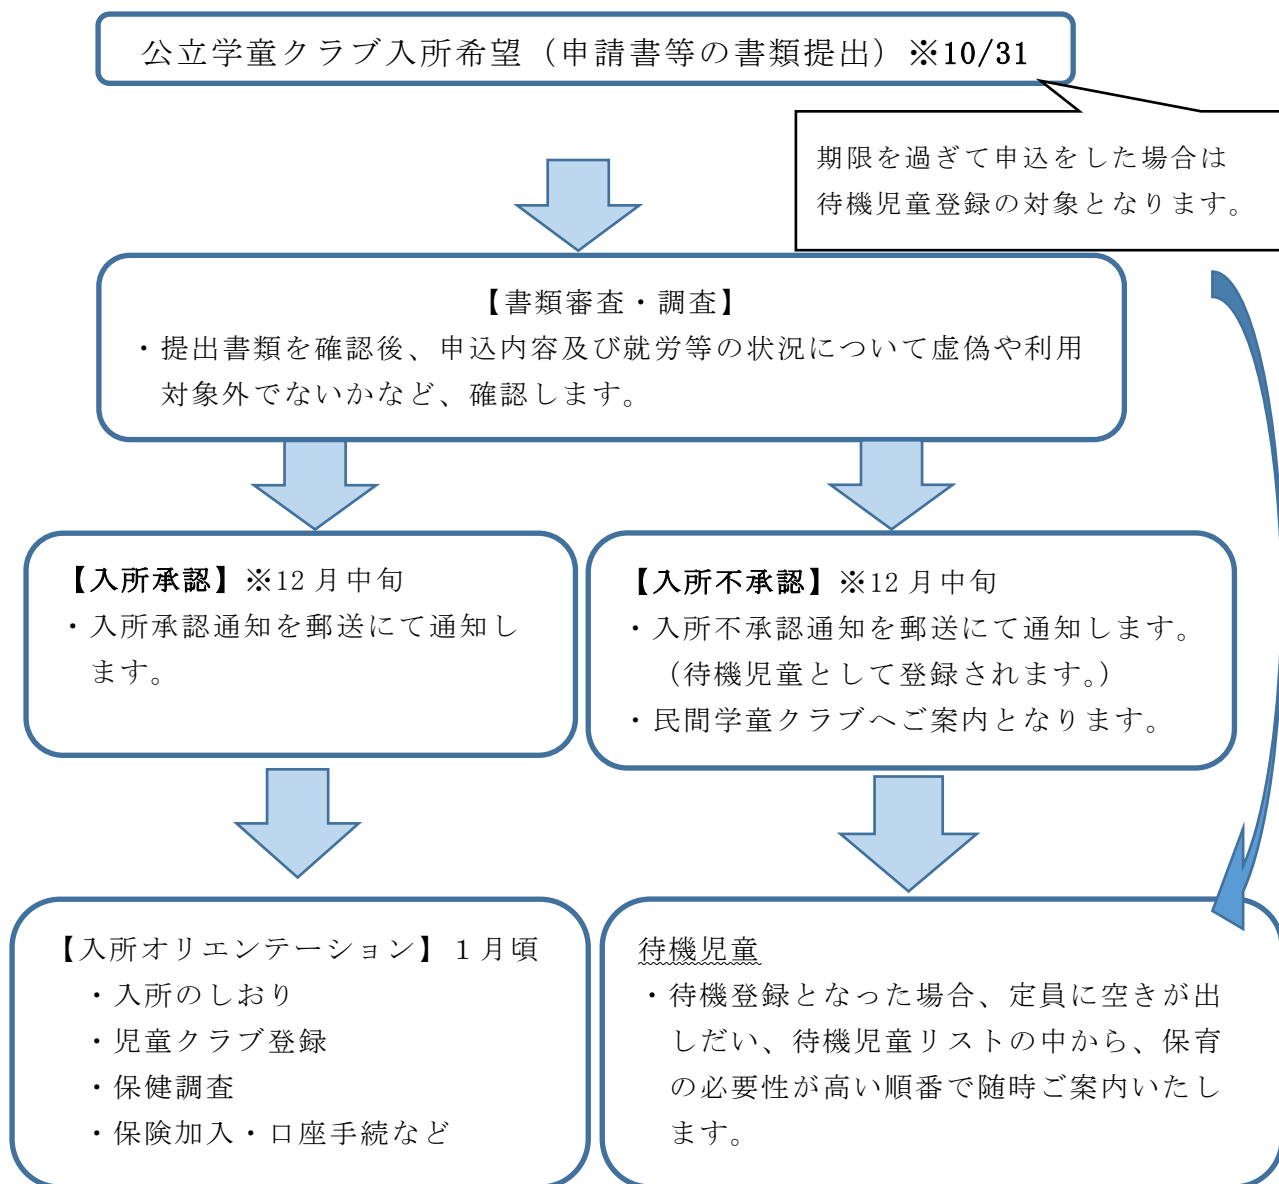 公立学童クラブ入所希望（申請書等の書類提出）※10/31
期限を過ぎて申込をした場合は
待機児童登録の対象となります。
【書類審査・調査】
・提出書類を確認後、申込内容及び就労等の状況について虚偽や利用
対象外でないかなど、確認します。
【入所承認】※12月中旬
・入所承認通知を郵送にて通知し
ます。
【入所不承認】※12月中旬
・入所不承認通知を郵送にて通知します。
（待機児童として登録されます。）
・民間学童クラブへご案内となります。
【入所オリエンテーション】１月頃
・入所のしおり
・児童クラブ登録
・保健調査
・保険加入・口座手続など
待機児童
・待機登録となった場合、定員に空きが出
しだい、待機児童リストの中から、保育
の必要性が高い順番で随時ご案内いたし
ます。